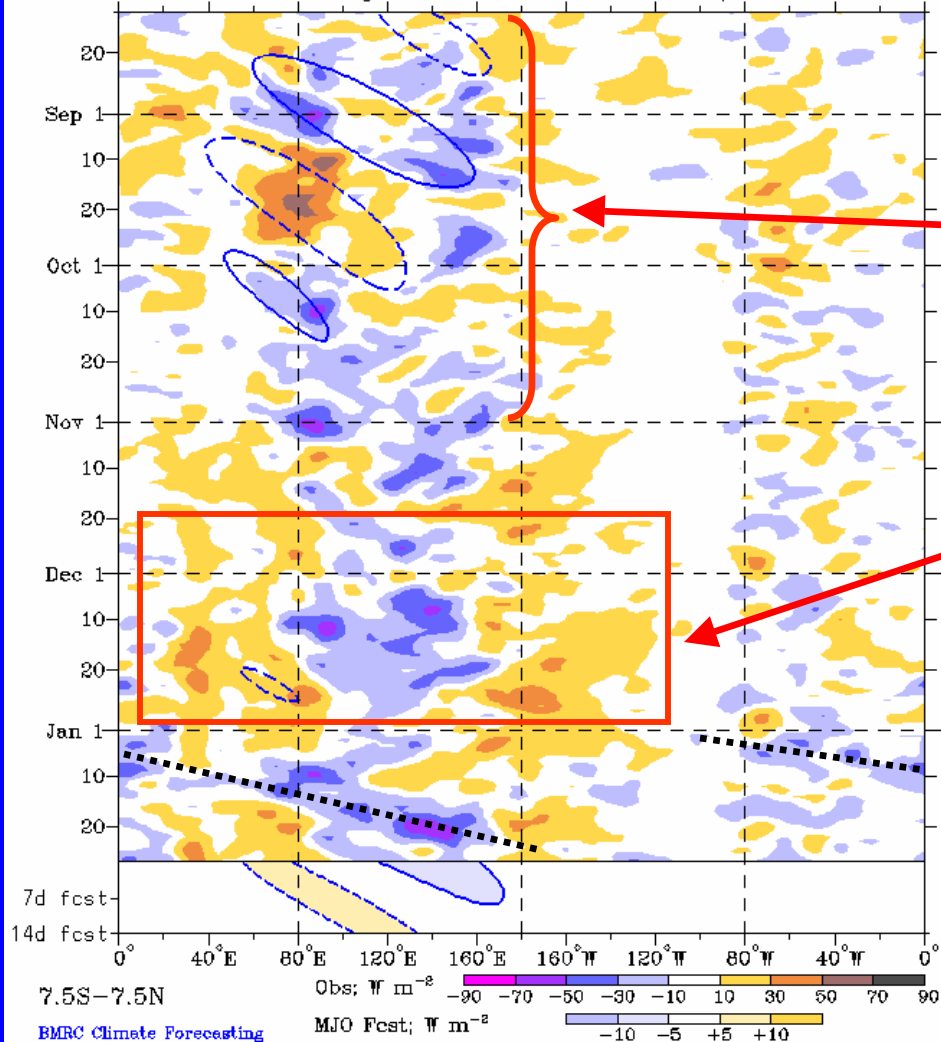 20
Sep 1
10
20
Oct 1
10
20
Nov 1
10
20
Dec 1
10
20
Jan 1
10
20
7d fcst
14d fcst
0° 40°E 80°E 120°E 160°E 160°W 120°W 80°W 40°W 0°
7.5S-7.5N
Obs; W m⁻²
-90 -70 -50 -30 -10 10 30 50 70 90
BMRC Climate Forecasting
MJO Fcst; W m⁻²
-10 -5 +5 +10